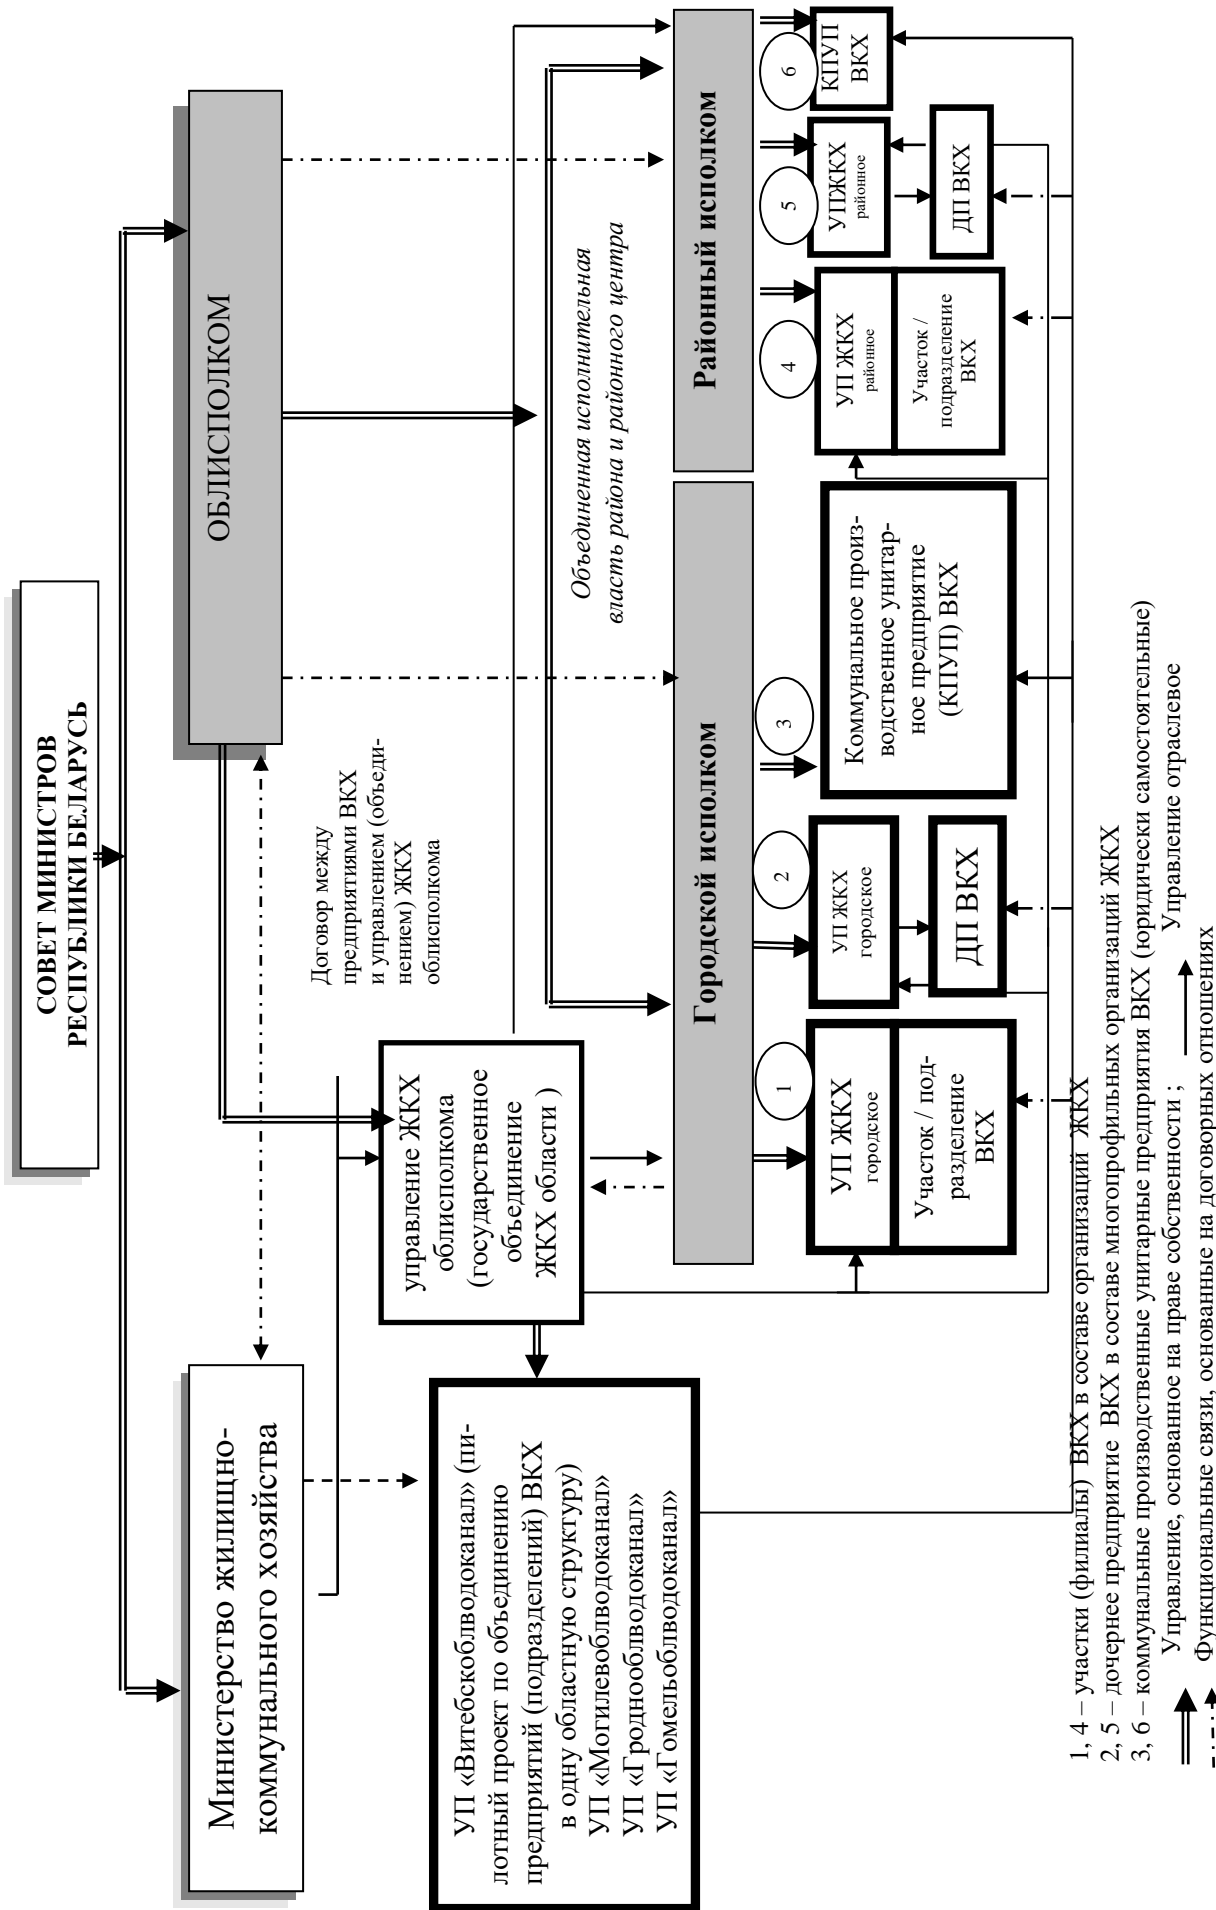 СОВЕТ МИНИСТРОВ
РЕСПУБЛИКИ БЕЛАРУСЬ
Министерство жилищно-
коммунального хозяйства
ОБЛИСПОЛКОМ
Договор между
предприятиями ВКХ
и управлением (объеди-
нением) ЖКХ
облисполкома
управление ЖКХ
облисполкома
(государственное
объединение
ЖКХ области )
УП «Витебскоблводоканал» (пи-
лотный проект по объединению
предприятий (подразделений) ВКХ
в одну областную структуру)
УП «Могилевоблводоканал»
УП «Гроднооблводоканал»
УП «Гомельоблводоканал»
Объединенная исполнительная
власть района и районного центра
Городской исполком
Районный исполком
1
УП ЖКХ
городское
Участок / под-
разделение
ВКХ
2
УП ЖКХ
городское
ДП ВКХ
3
Коммунальное произ-
водственное унитар-
ное предприятие
(КПУП) ВКХ
4
УП ЖКХ
районное
Участок /
подразделение
ВКХ
5
УПЖКХ
районное
ДП ВКХ
6
КПУП
ВКХ
1, 4 – участки (филиалы) ВКХ в составе организаций ЖКХ
2, 5 – дочернее предприятие ВКХ в составе многопрофильных организаций ЖКХ
3, 6 – коммунальные производственные унитарные предприятия ВКХ (юридически самостоятельные)
Управление, основанное на праве собственности ; Управление отраслевое
Функциональные связи, основанные на договорных отношениях